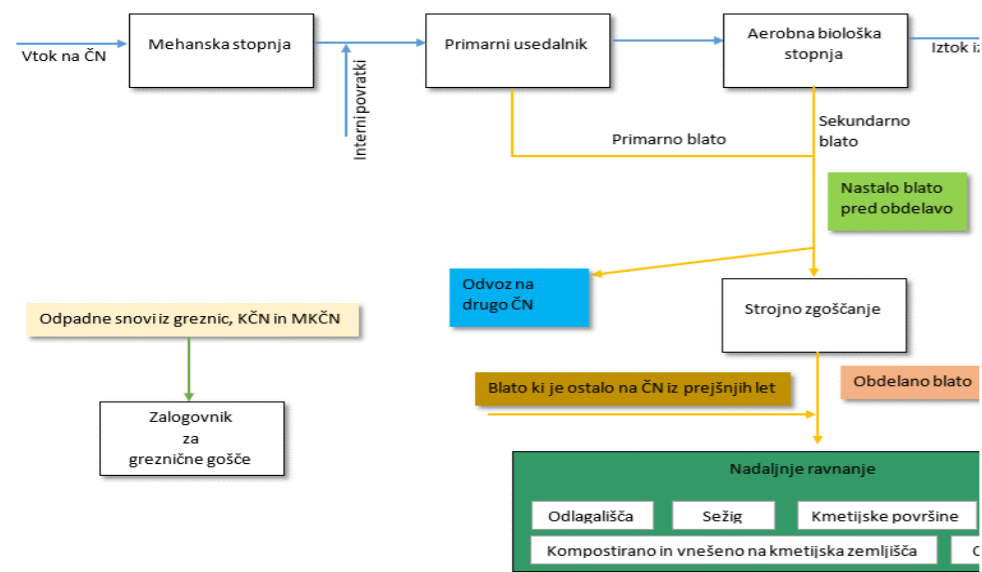 Vtok na ČN
Mehanska stopnja
Interni povratki
Primarni usedalnik
Aerobna biološka
stopnja
Iztok
Primarno blato
Sekundarno
blato
Nastalo blato
pred obdelavo
Odvoz na
drugo ČN
Strojno zgoščanje
Odpadne snovi iz greznic, KČN in MKČN
Blato ki je ostalo na ČN iz prejšnjih let
Obdelano blato
Zalogovnik
za
greznične gošče
Nadaljnje ravnanje
Odlagališča
Sežig
Kmetijske površine
Kompostirano in vnešeno na kmetijska zemljišča